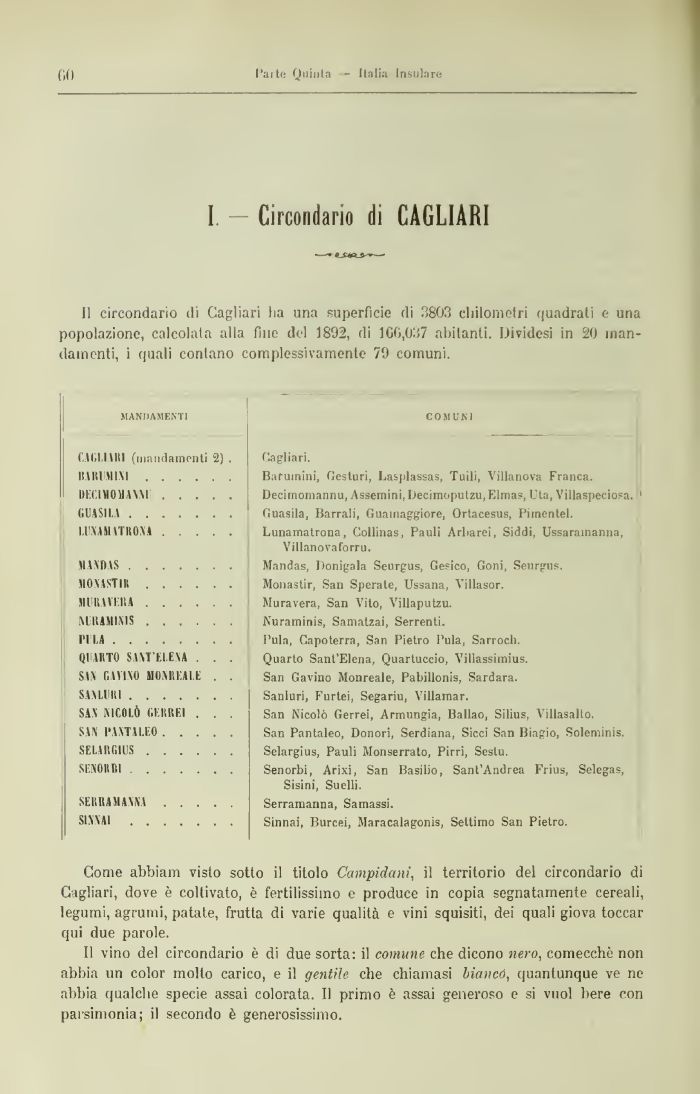 60
Parte Quinta — Italia Insulare
I. — Circondario di CAGLIARI
Il circondario di Cagliari ha una superficie di 3803 chilometri quadrati e una
popolazione, calcolata alla fine del 1892, di 166,037 abitanti. Dividesi in 20 man-
damenti, i quali contano complessivamente 79 comuni.
MANDAMENTI COMUNI
CAGLIARI (mandamenti 2) . Cagliari.
BARUMINI . . . . . . Barumini, Gesturi, Lasplassas, Tuili, Villanova Franca.
DECIMOMANNU . . . . . Decimomannu, Assemini, Decimoputzu, Elmas, Uta, Villaspeciosa.
GUASILA . . . . . . . Guasila, Barrali, Guamaggiore, Ortacesus, Pimentel.
LUNAMATRONA . . . . . Lunamatrona, Collinas, Pauli Arbarei, Siddi, Ussaramanna,
Villanovaforru.
MANDAS . . . . . . . Mandas, Donigala Seurgus, Gesico, Goni, Seurgus.
MONASTIR . . . . . . Monastir, San Sperate, Ussana, Villasor.
MURAVERA . . . . . . Muravera, San Vito, Villaputzu.
NURAMINIS . . . . . . Nuraminis, Samatzai, Serrenti.
PULA . . . . . . . . Pula, Capoterra, San Pietro Pula, Sarroch.
QUARTO SANT'ELENA . . . Quarto Sant'Elena, Quartuccio, Villassimius.
SAN GAVINO MONREALE . . San Gavino Monreale, Pabillonis, Sardara.
SANLURI . . . . . . . Sanluri, Furtei, Segariu, Villamar.
SAN NICOLÒ GERREI . . . San Nicolò Gerrei, Armungia, Ballao, Silius, Villasalto.
SAN PANTALEO . . . . . San Pantaleo, Donori, Serdiana, Sicci San Biagio, Soleminis.
SELARGIUS . . . . . . Selargius, Pauli Monserrato, Pirri, Sestu.
SENORBI . . . . . . . Senorbi, Arixi, San Basilio, Sant'Andrea Frius, Selegas,
Sisini, Suelli.
SERRAMANNA . . . . . Serramanna, Samassi.
SINNAI . . . . . . . Sinnai, Burcei, Maracalagonis, Settimo San Pietro.
Come abbiam visto sotto il titolo Campidani, il territorio del circondario di
Cagliari, dove è coltivato, è fertilissimo e produce in copia segnatamente cereali,
legumi, agrumi, patate, frutta di varie qualità e vini squisiti, dei quali giova toccar
qui due parole.
Il vino del circondario è di due sorta: il comune che dicono nero, comecchè non
abbia un color molto carico, e il gentile che chiamasi bianco, quantunque ve ne
abbia qualche specie assai colorata. Il primo è assai generoso e si vuol bere con
parsimonia; il secondo è generosissimo.